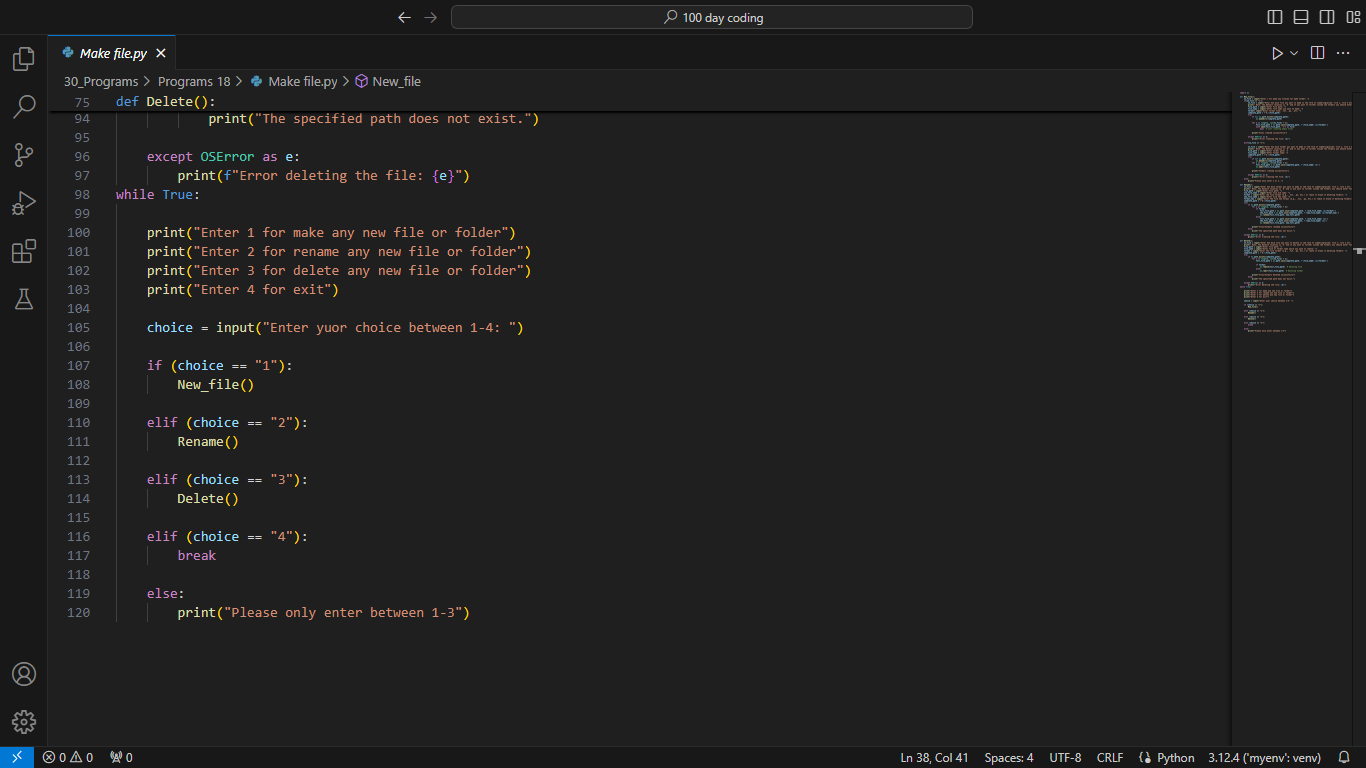 100 day coding
Make file.py
30_Programs > Programs 18 > Make file.py > New_file
75 def Delete():
94 print("The specified path does not exist.")
95
96 except OSError as e:
97 print(f"Error deleting the file: {e}")
98 while True:
99
100 print("Enter 1 for make any new file or folder")
101 print("Enter 2 for rename any new file or folder")
102 print("Enter 3 for delete any new file or folder")
103 print("Enter 4 for exit")
104
105 choice = input("Enter yuor choice between 1-4: ")
106
107 if (choice == "1"):
108 New_file()
109
110 elif (choice == "2"):
111 Rename()
112
113 elif (choice == "3"):
114 Delete()
115
116 elif (choice == "4"):
117 break
118
119 else:
120 print("Please only enter between 1-3")
0 0 0 Ln 38, Col 41 Spaces: 4 UTF-8 CRLF Python 3.12.4 ('myenv': venv)